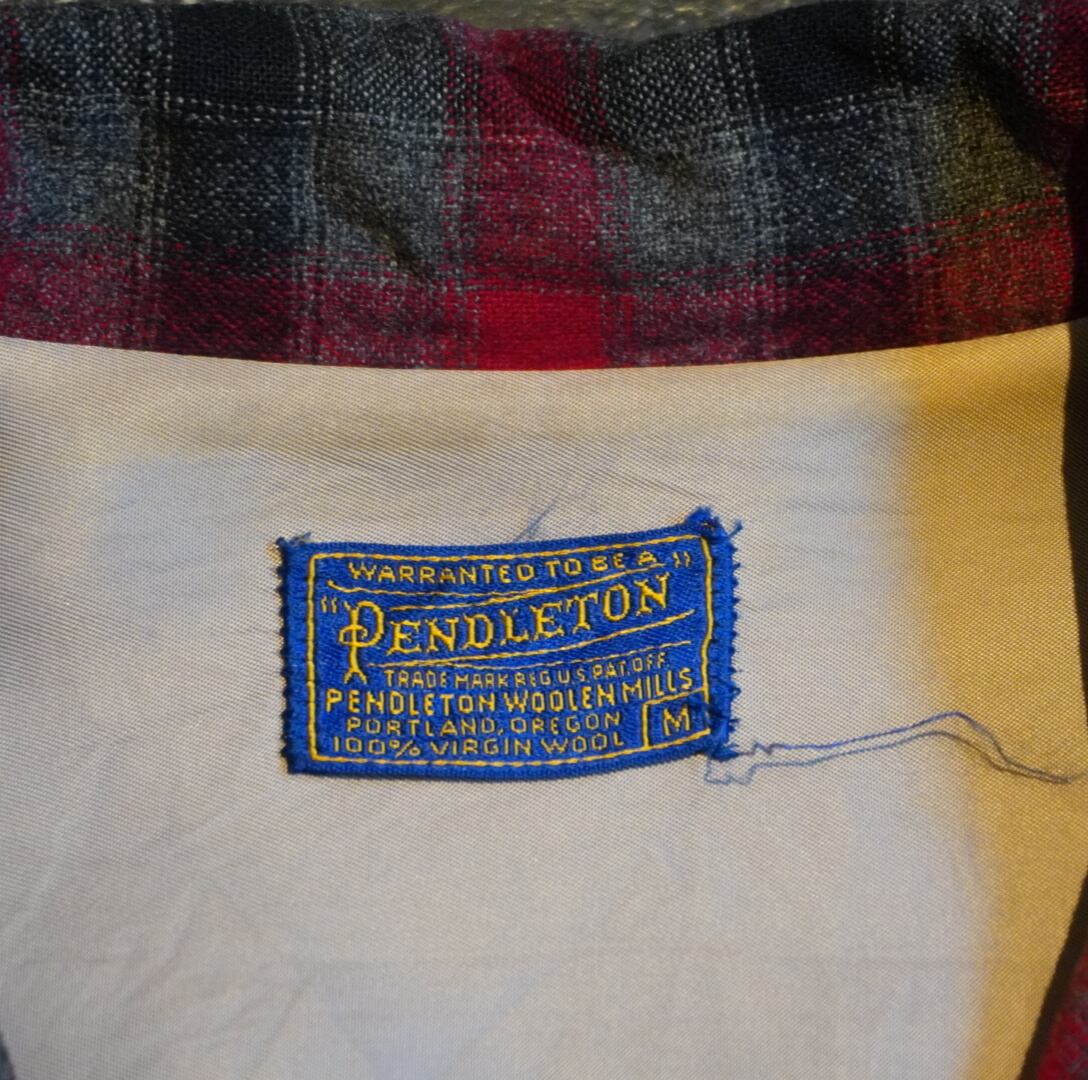 WARRANTED TO BE A "
"PENDLETON
TRADE MARK REG.U.S.PAT.OFF.
PENDLETON WOOLEN MILLS
PORTLAND, OREGON
100% VIRGIN WOOL
M